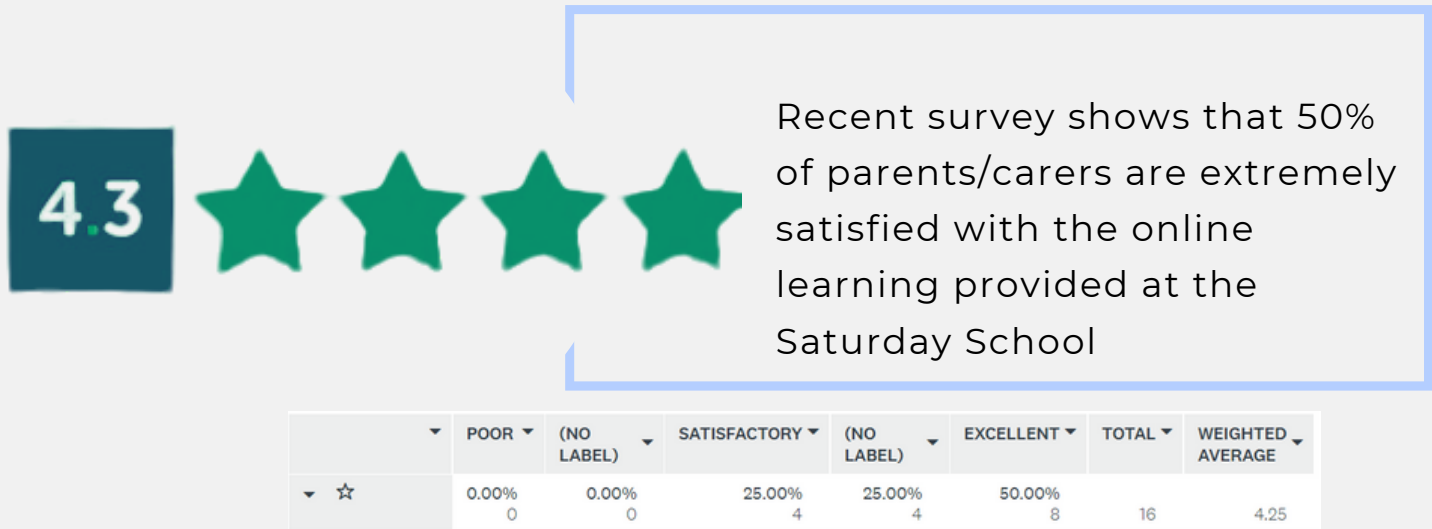 4.3
Recent survey shows that 50%
of parents/carers are extremely
satisfied with the online
learning provided at the
Saturday School
POOR (NO LABEL) SATISFACTORY (NO LABEL) EXCELLENT TOTAL WEIGHTED AVERAGE
0.00% 0.00% 25.00% 25.00% 50.00%
0 0 4 4 8 16 4.25